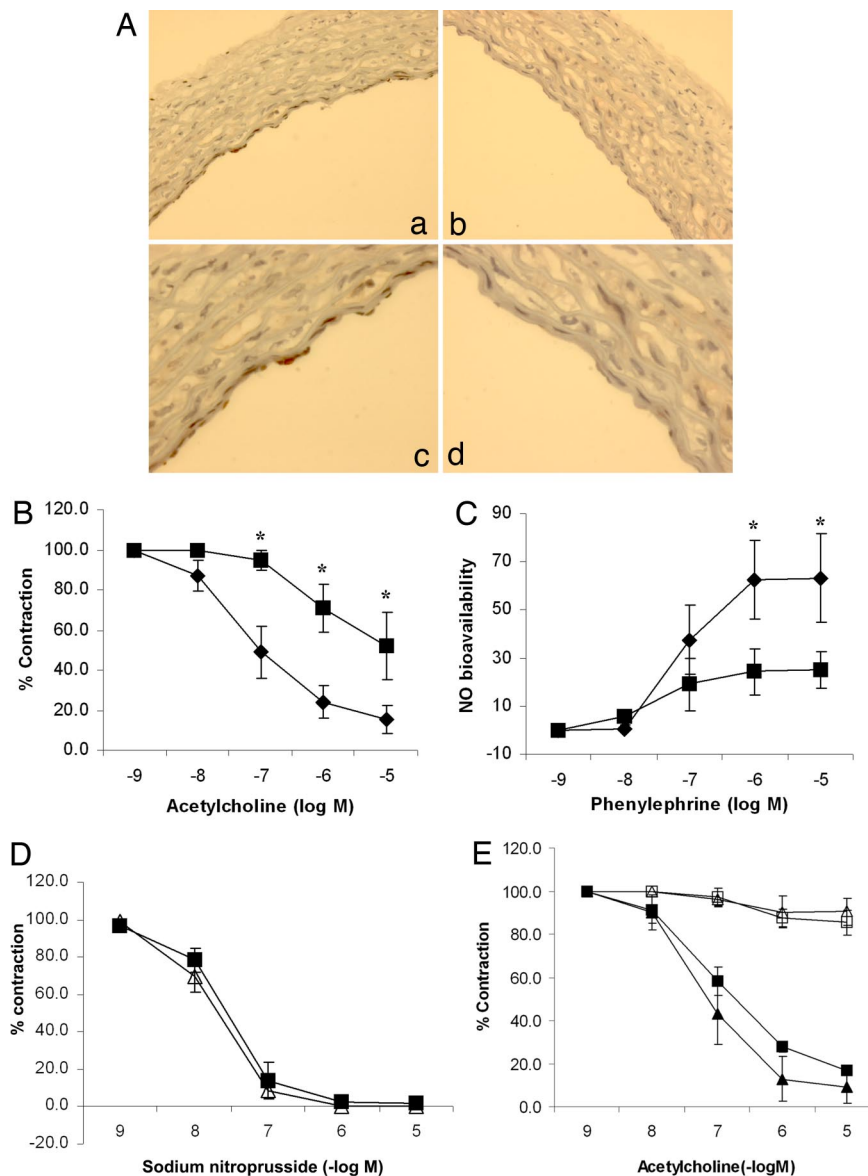 A
a
b
c
d
B
120.0
100.0
80.0
60.0
40.0
20.0
0.0
% Contraction
* * *
-9 -8 -7 -6 -5
Acetylcholine (log M)
C
90
70
50
30
10
-10
NO bioavailability
* *
-9 -8 -7 -6 -5
Phenylephrine (log M)
D
120.0
100.0
80.0
60.0
40.0
20.0
0.0
-20.0
% contraction
9 8 7 6 5
Sodium nitroprusside (-log M)
E
120.0
100.0
80.0
60.0
40.0
20.0
0.0
% Contraction
9 8 7 6 5
Acetylcholine(-logM)